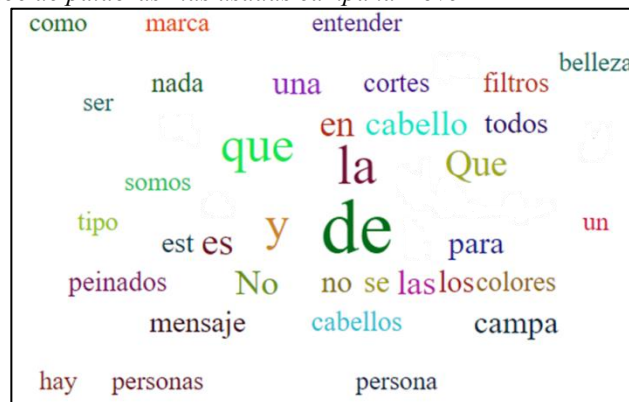 como marca entender
belleza
nada una cortes filtros
ser
en cabello todos
que la Que
somos
tipo y de un
est es para
peinados No no se las los colores
mensaje cabellos campa
hay personas persona